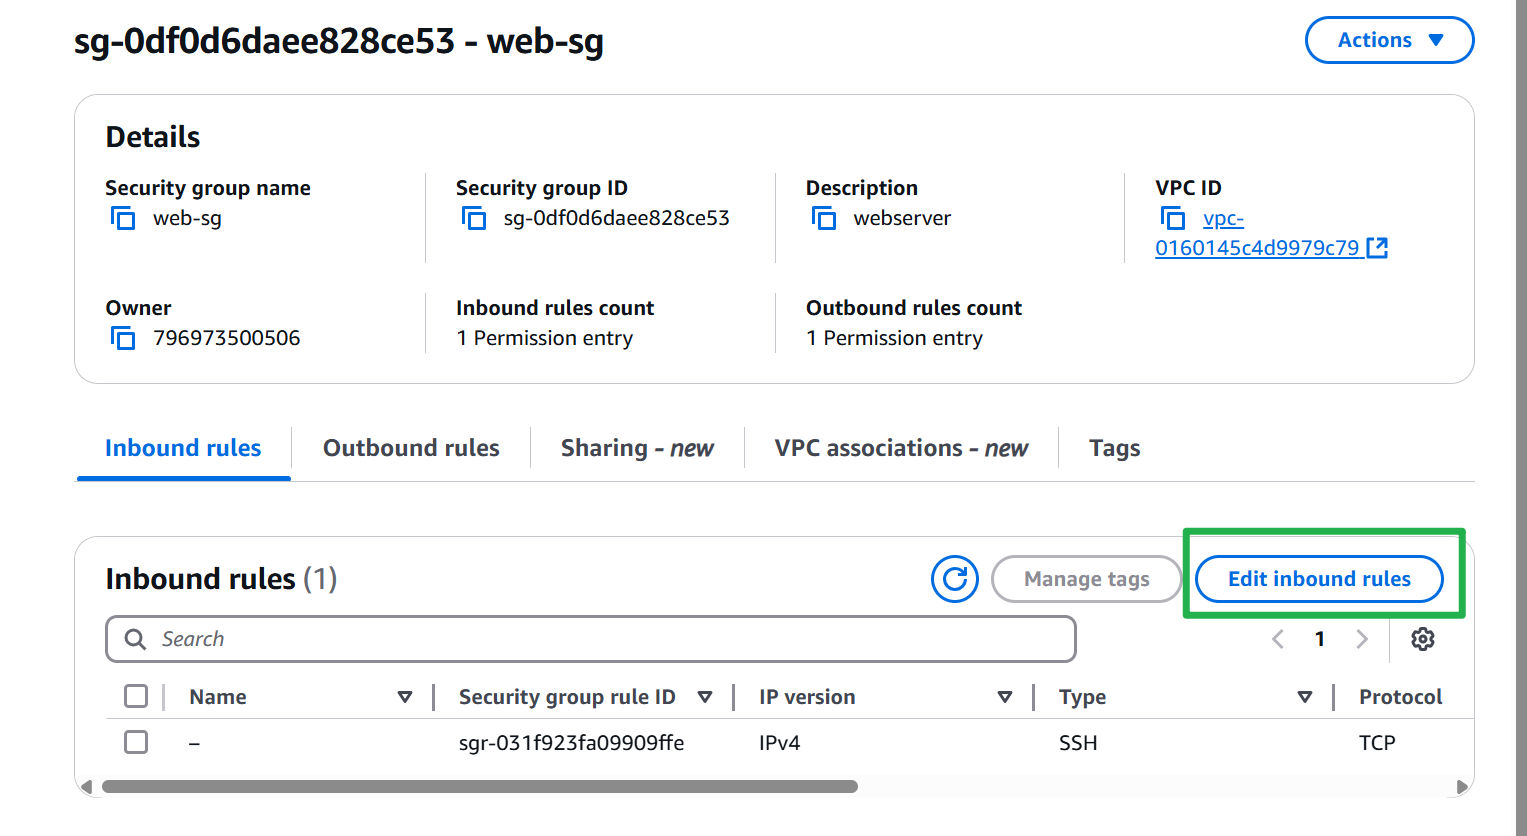 sg-0df0d6daee828ce53 - web-sg
Actions
Details
Security group name
web-sg
Security group ID
sg-0df0d6daee828ce53
Description
webserver
VPC ID
vpc-
0160145c4d9979c79
Owner
796973500506
Inbound rules count
1 Permission entry
Outbound rules count
1 Permission entry
Inbound rules
Outbound rules
Sharing - new
VPC associations - new
Tags
Inbound rules (1)
Manage tags
Edit inbound rules
Search
1
Name
Security group rule ID
IP version
Type
Protocol
–
sgr-031f923fa09909ffe
IPv4
SSH
TCP